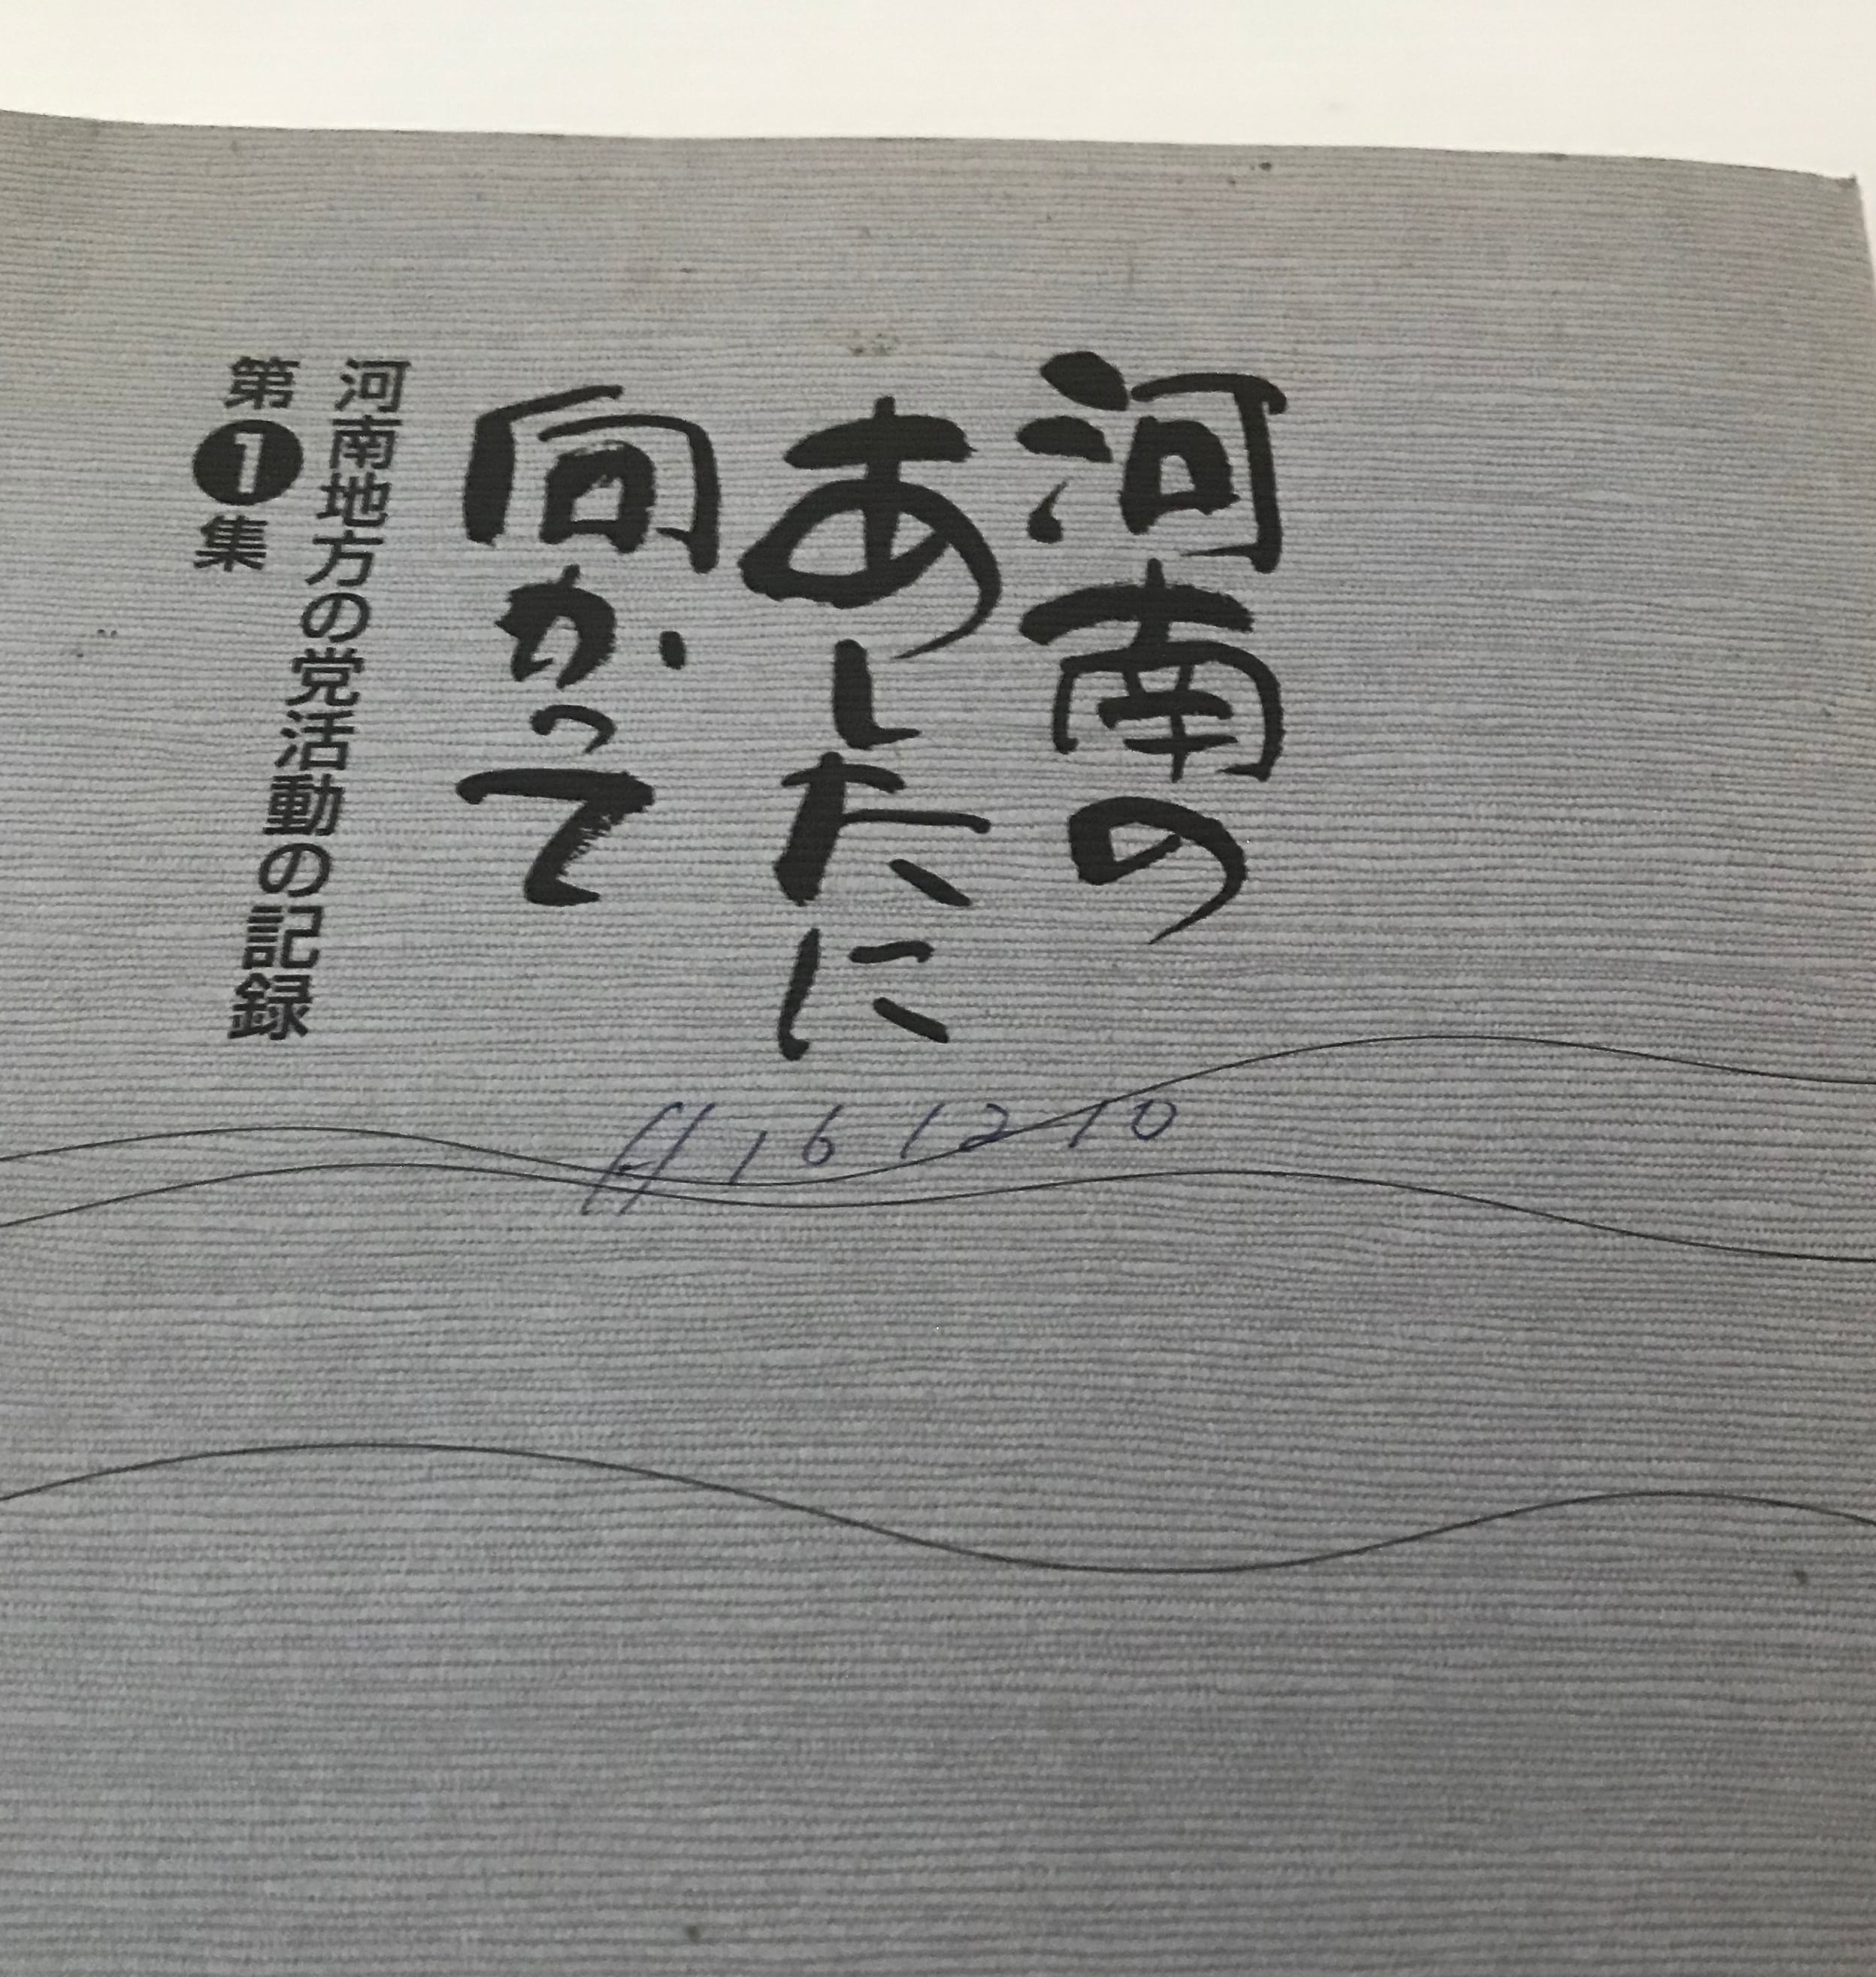 河南の
あしたに
向かって
河南地方の党活動の記録
第1集
H 16 12 10